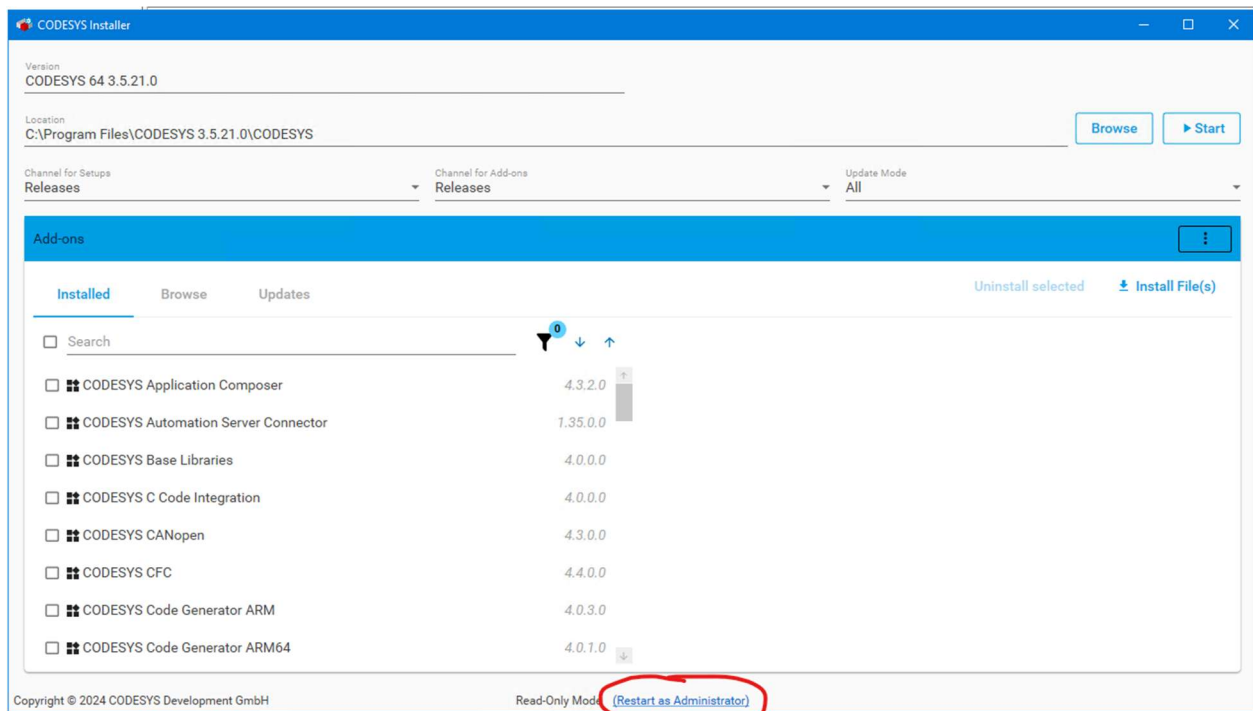 CODESYS Installer
Version
CODESYS 64 3.5.21.0
Location
C:\Program Files\CODESYS 3.5.21.0\CODESYS
Browse
Start
Channel for Setups
Releases
Channel for Add-ons
Releases
Update Mode
All
Add-ons
Installed Browse Updates
Uninstall selected Install File(s)
Search
0
CODESYS Application Composer 4.3.2.0
CODESYS Automation Server Connector 1.35.0.0
CODESYS Base Libraries 4.0.0.0
CODESYS C Code Integration 4.0.0.0
CODESYS CANopen 4.3.0.0
CODESYS CFC 4.4.0.0
CODESYS Code Generator ARM 4.0.3.0
CODESYS Code Generator ARM64 4.0.1.0
Copyright © 2024 CODESYS Development GmbH Read-Only Mode (Restart as Administrator)